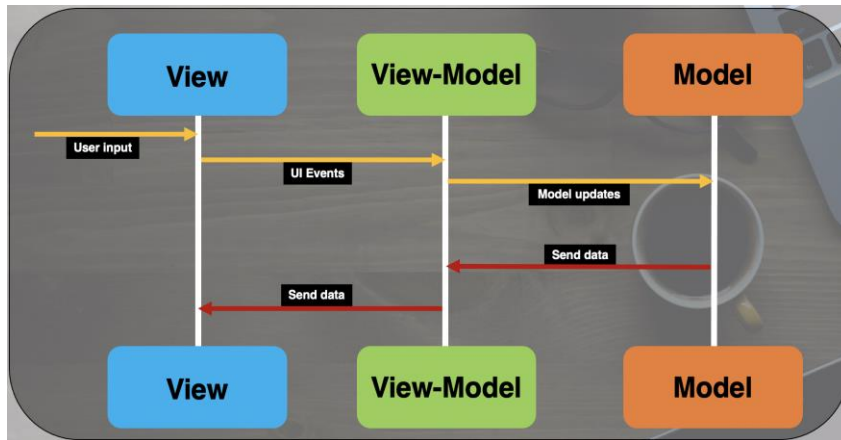 View
View-Model
Model
User input
UI Events
Model updates
Send data
Send data
View
View-Model
Model